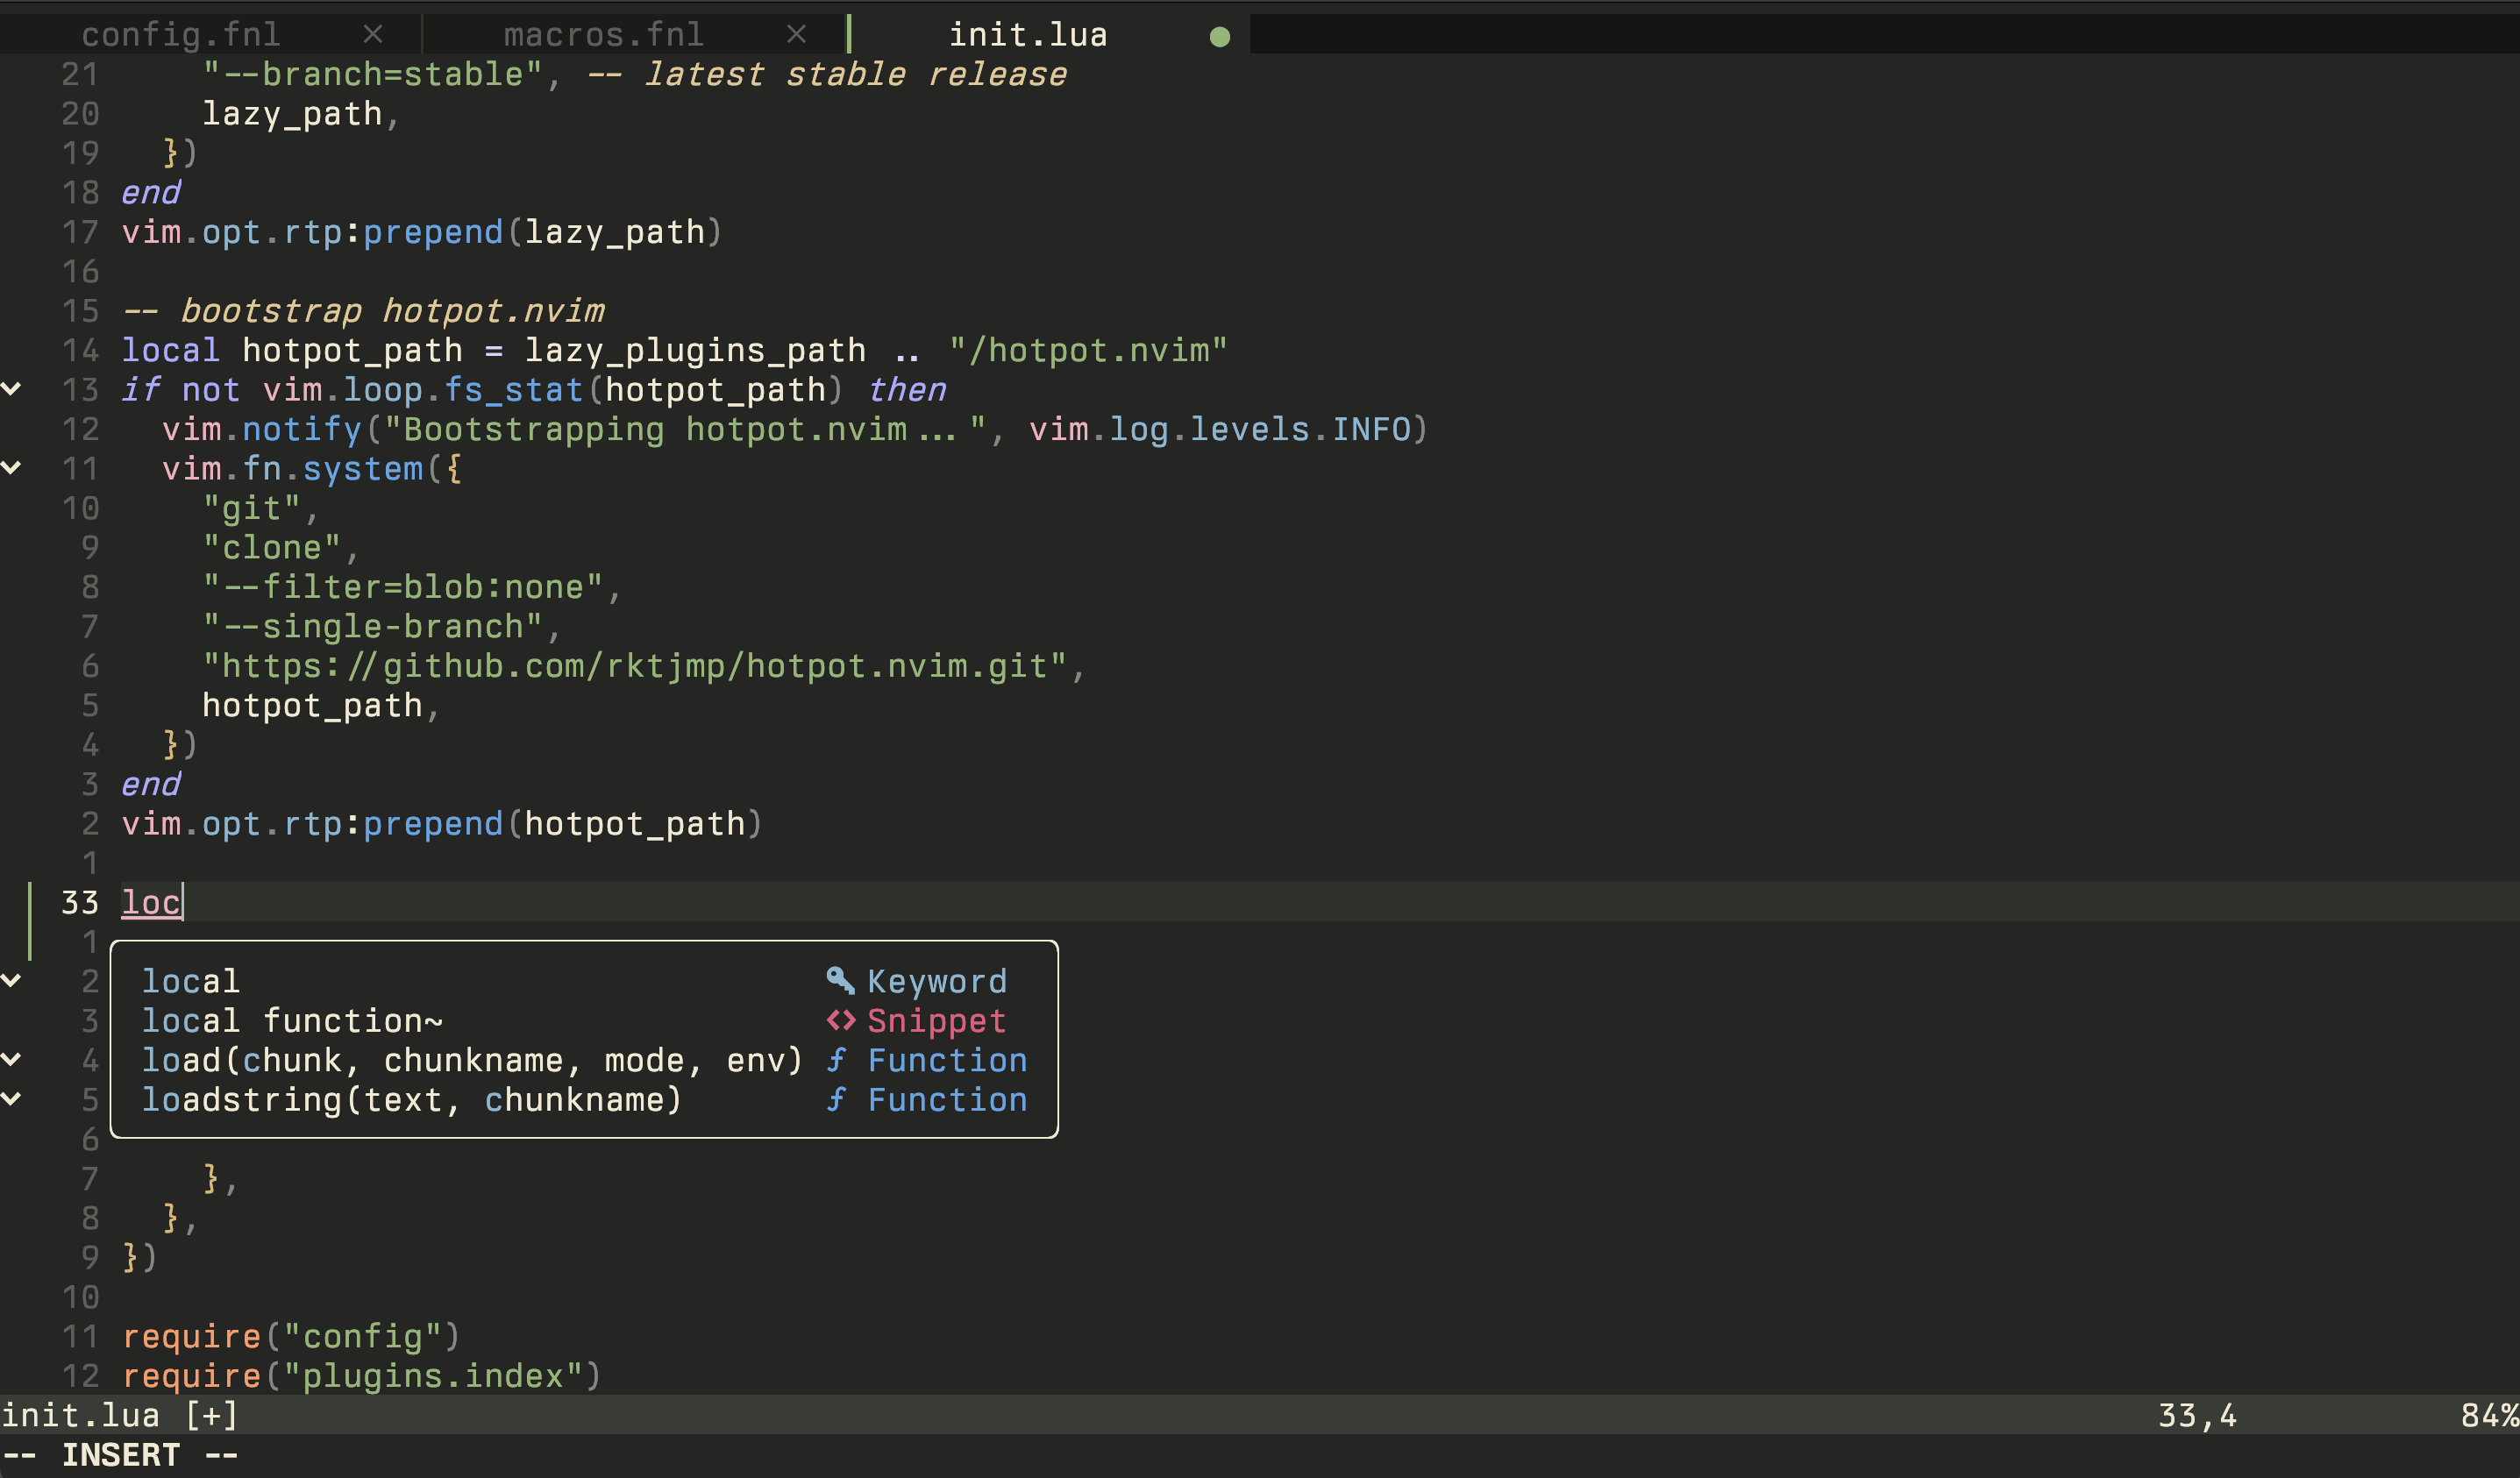 config.fnl × macros.fnl × init.lua ●
21 "--branch=stable", -- latest stable release
20 lazy_path,
19 })
18 end
17 vim.opt.rtp:prepend(lazy_path)
16
15 -- bootstrap hotpot.nvim
14 local hotpot_path = lazy_plugins_path .. "/hotpot.nvim"
13 if not vim.loop.fs_stat(hotpot_path) then
12 vim.notify("Bootstrapping hotpot.nvim...", vim.log.levels.INFO)
11 vim.fn.system({
10 "git",
9 "clone",
8 "--filter=blob:none",
7 "--single-branch",
6 "https://github.com/rktjmp/hotpot.nvim.git",
5 hotpot_path,
4 })
3 end
2 vim.opt.rtp:prepend(hotpot_path)
1
33 loc
1
2 local Keyword
3 local function~ Snippet
4 load(chunk, chunkname, mode, env) Function
5 loadstring(text, chunkname) Function
6
7 },
8 },
9 })
10
11 require("config")
12 require("plugins.index")
init.lua [+] 33,4 84%
-- INSERT --